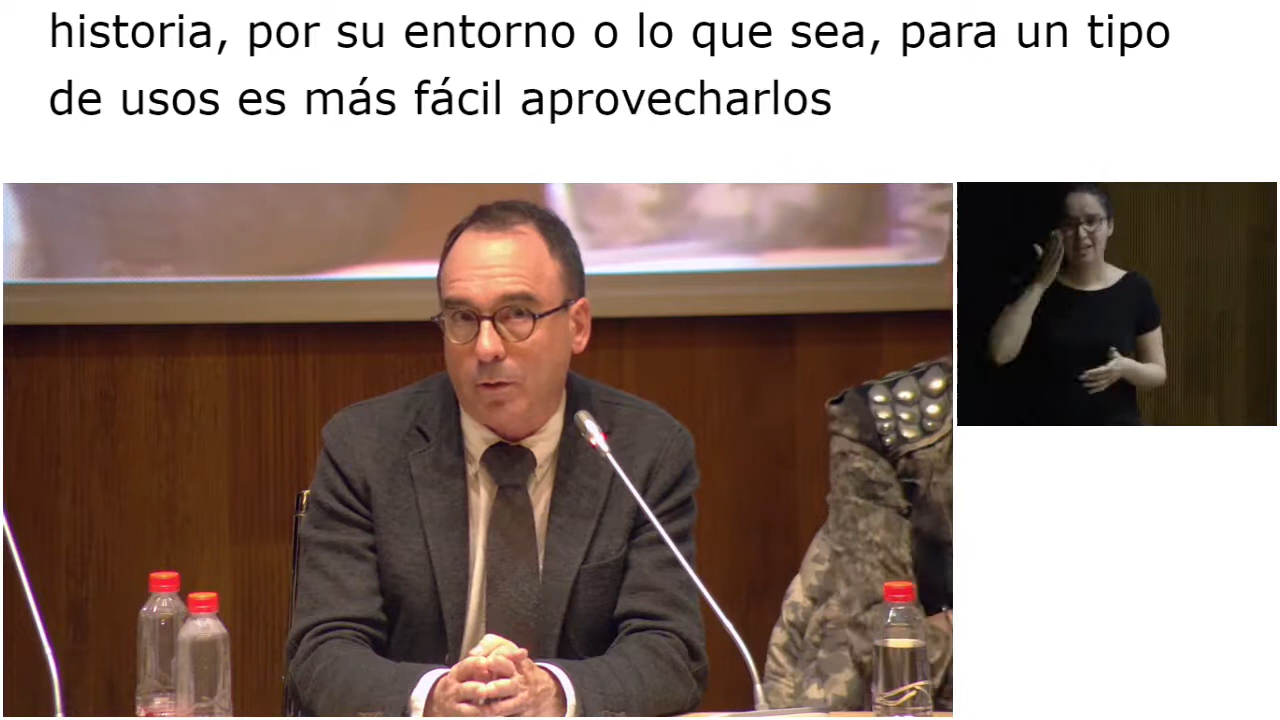 historia, por su entorno o lo que sea, para un tipo
de usos es más fácil aprovecharlos